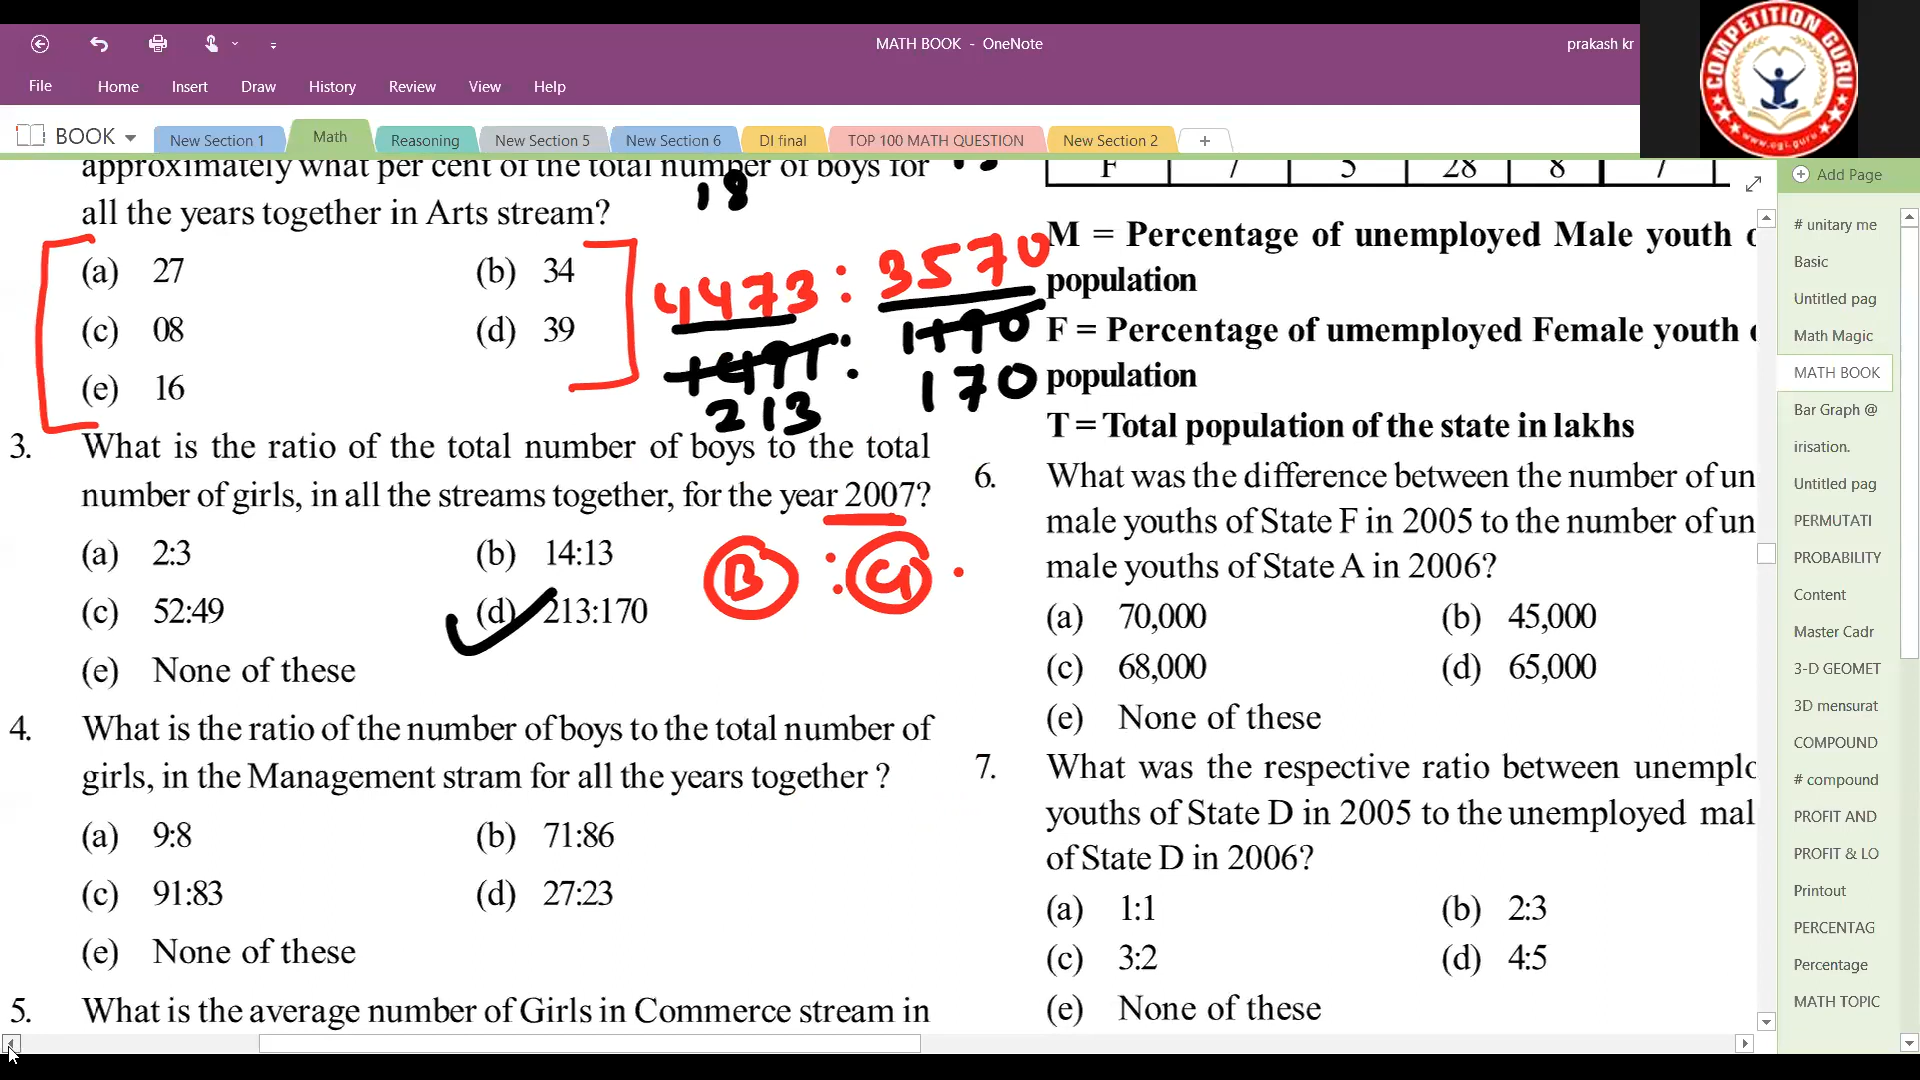 MATH BOOK - OneNote
prakash kr
COMPETITION GURU
File Home Insert Draw History Review View Help
BOOK New Section 1 Math Reasoning New Section 5 New Section 6 DI final TOP 100 MATH QUESTION New Section 2 +
approximately what per cent of the total number of boys for
all the years together in Arts stream?
18
(a) 27 (b) 34
(c) 08 (d) 39
(e) 16
4473 : 3570
1491 : 1190
213 170
3. What is the ratio of the total number of boys to the total
number of girls, in all the streams together, for the year 2007?
(a) 2:3 (b) 14:13
(c) 52:49 (d) 213:170
(e) None of these
B : G
4. What is the ratio of the number of boys to the total number of
girls, in the Management stram for all the years together ?
(a) 9:8 (b) 71:86
(c) 91:83 (d) 27:23
(e) None of these
5. What is the average number of Girls in Commerce stream in
F 7 5 28 8 7
M = Percentage of unemployed Male youth
population
F = Percentage of umemployed Female youth
population
T = Total population of the state in lakhs
6. What was the difference between the number of un
male youths of State F in 2005 to the number of un
male youths of State A in 2006?
(a) 70,000 (b) 45,000
(c) 68,000 (d) 65,000
(e) None of these
7. What was the respective ratio between unempl
youths of State D in 2005 to the unemployed mal
of State D in 2006?
(a) 1:1 (b) 2:3
(c) 3:2 (d) 4:5
(e) None of these
Add Page
# unitary me
Basic
Untitled pag
Math Magic
MATH BOOK
Bar Graph @
irisation.
Untitled pag
PERMUTATI
PROBABILITY
Content
Master Cadr
3-D GEOMET
3D mensurat
COMPOUND
# compound
PROFIT AND
PROFIT & LO
Printout
PERCENTAG
Percentage
MATH TOPIC